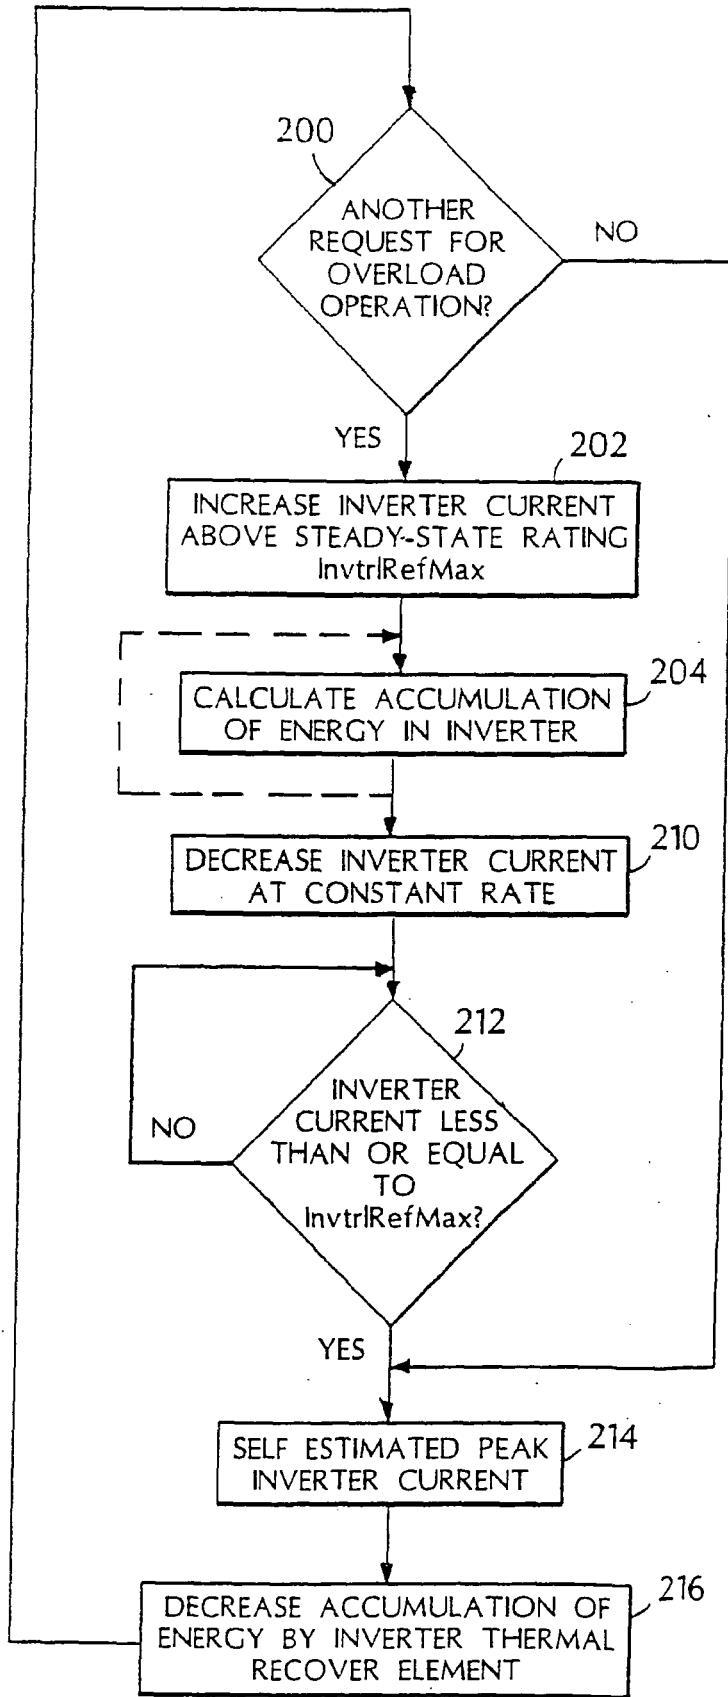 200
ANOTHER
REQUEST FOR
OVERLOAD
OPERATION?
NO
YES
202
INCREASE INVERTER CURRENT
ABOVE STEADY-STATE RATING
InvtrIRefMax
204
CALCULATE ACCUMULATION
OF ENERGY IN INVERTER
210
DECREASE INVERTER CURRENT
AT CONSTANT RATE
212
INVERTER
CURRENT LESS
THAN OR EQUAL
TO
InvtrIRefMax?
NO
YES
214
SELF ESTIMATED PEAK
INVERTER CURRENT
216
DECREASE ACCUMULATION OF
ENERGY BY INVERTER THERMAL
RECOVER ELEMENT